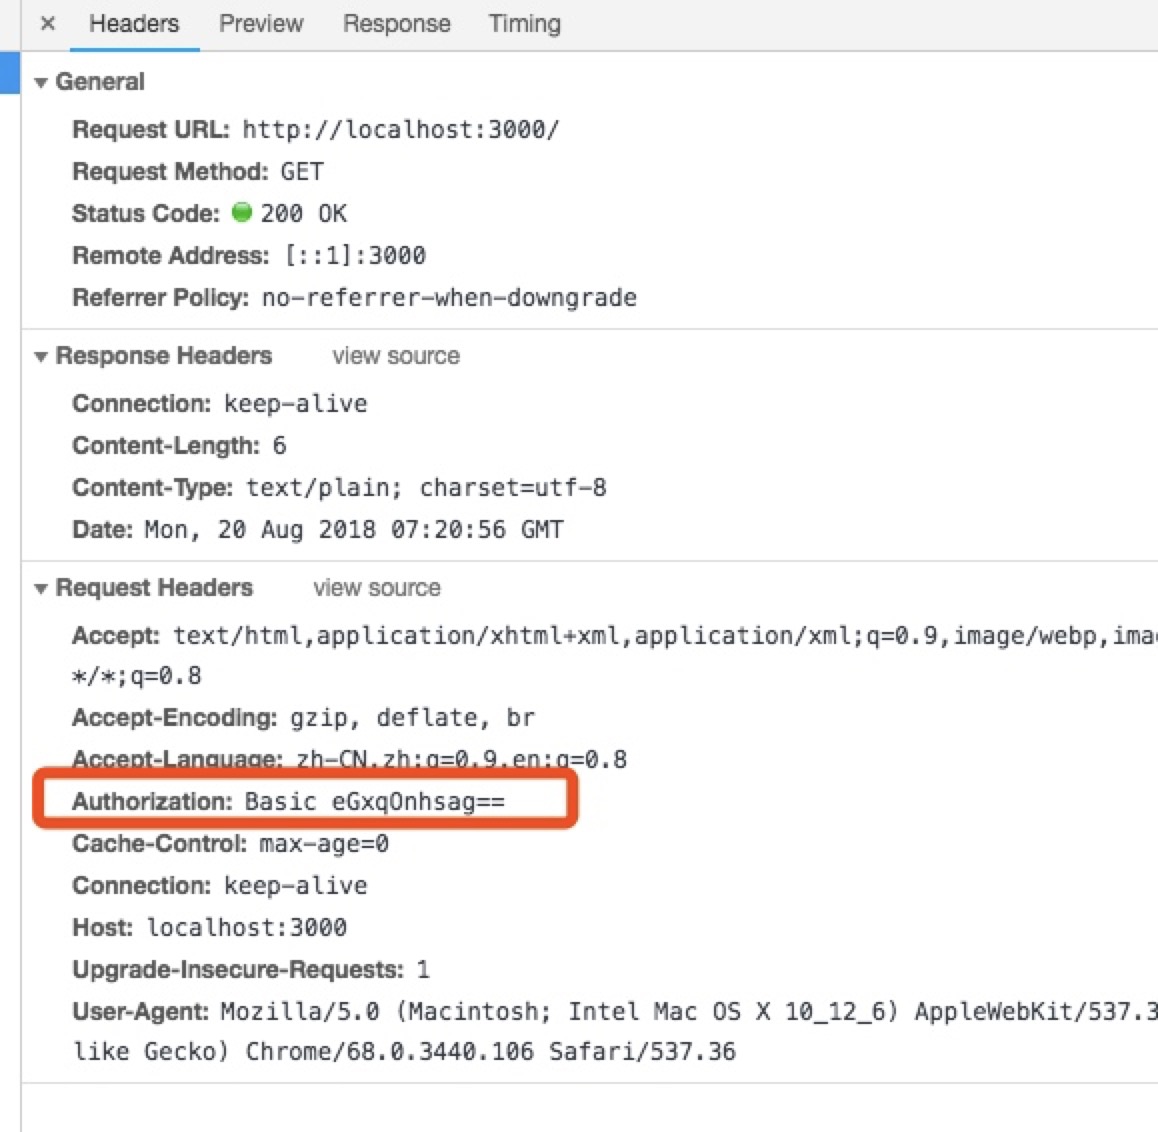 × Headers Preview Response Timing
▼ General
Request URL: http://localhost:3000/
Request Method: GET
Status Code: 200 OK
Remote Address: [::1]:3000
Referrer Policy: no-referrer-when-downgrade
▼ Response Headers view source
Connection: keep-alive
Content-Length: 6
Content-Type: text/plain; charset=utf-8
Date: Mon, 20 Aug 2018 07:20:56 GMT
▼ Request Headers view source
Accept: text/html,application/xhtml+xml,application/xml;q=0.9,image/webp,ima
*/*;q=0.8
Accept-Encoding: gzip, deflate, br
Accept-Language: zh-CN,zh;q=0.9,en;q=0.8
Authorization: Basic eGxqOnhsag==
Cache-Control: max-age=0
Connection: keep-alive
Host: localhost:3000
Upgrade-Insecure-Requests: 1
User-Agent: Mozilla/5.0 (Macintosh; Intel Mac OS X 10_12_6) AppleWebKit/537.3
like Gecko) Chrome/68.0.3440.106 Safari/537.36